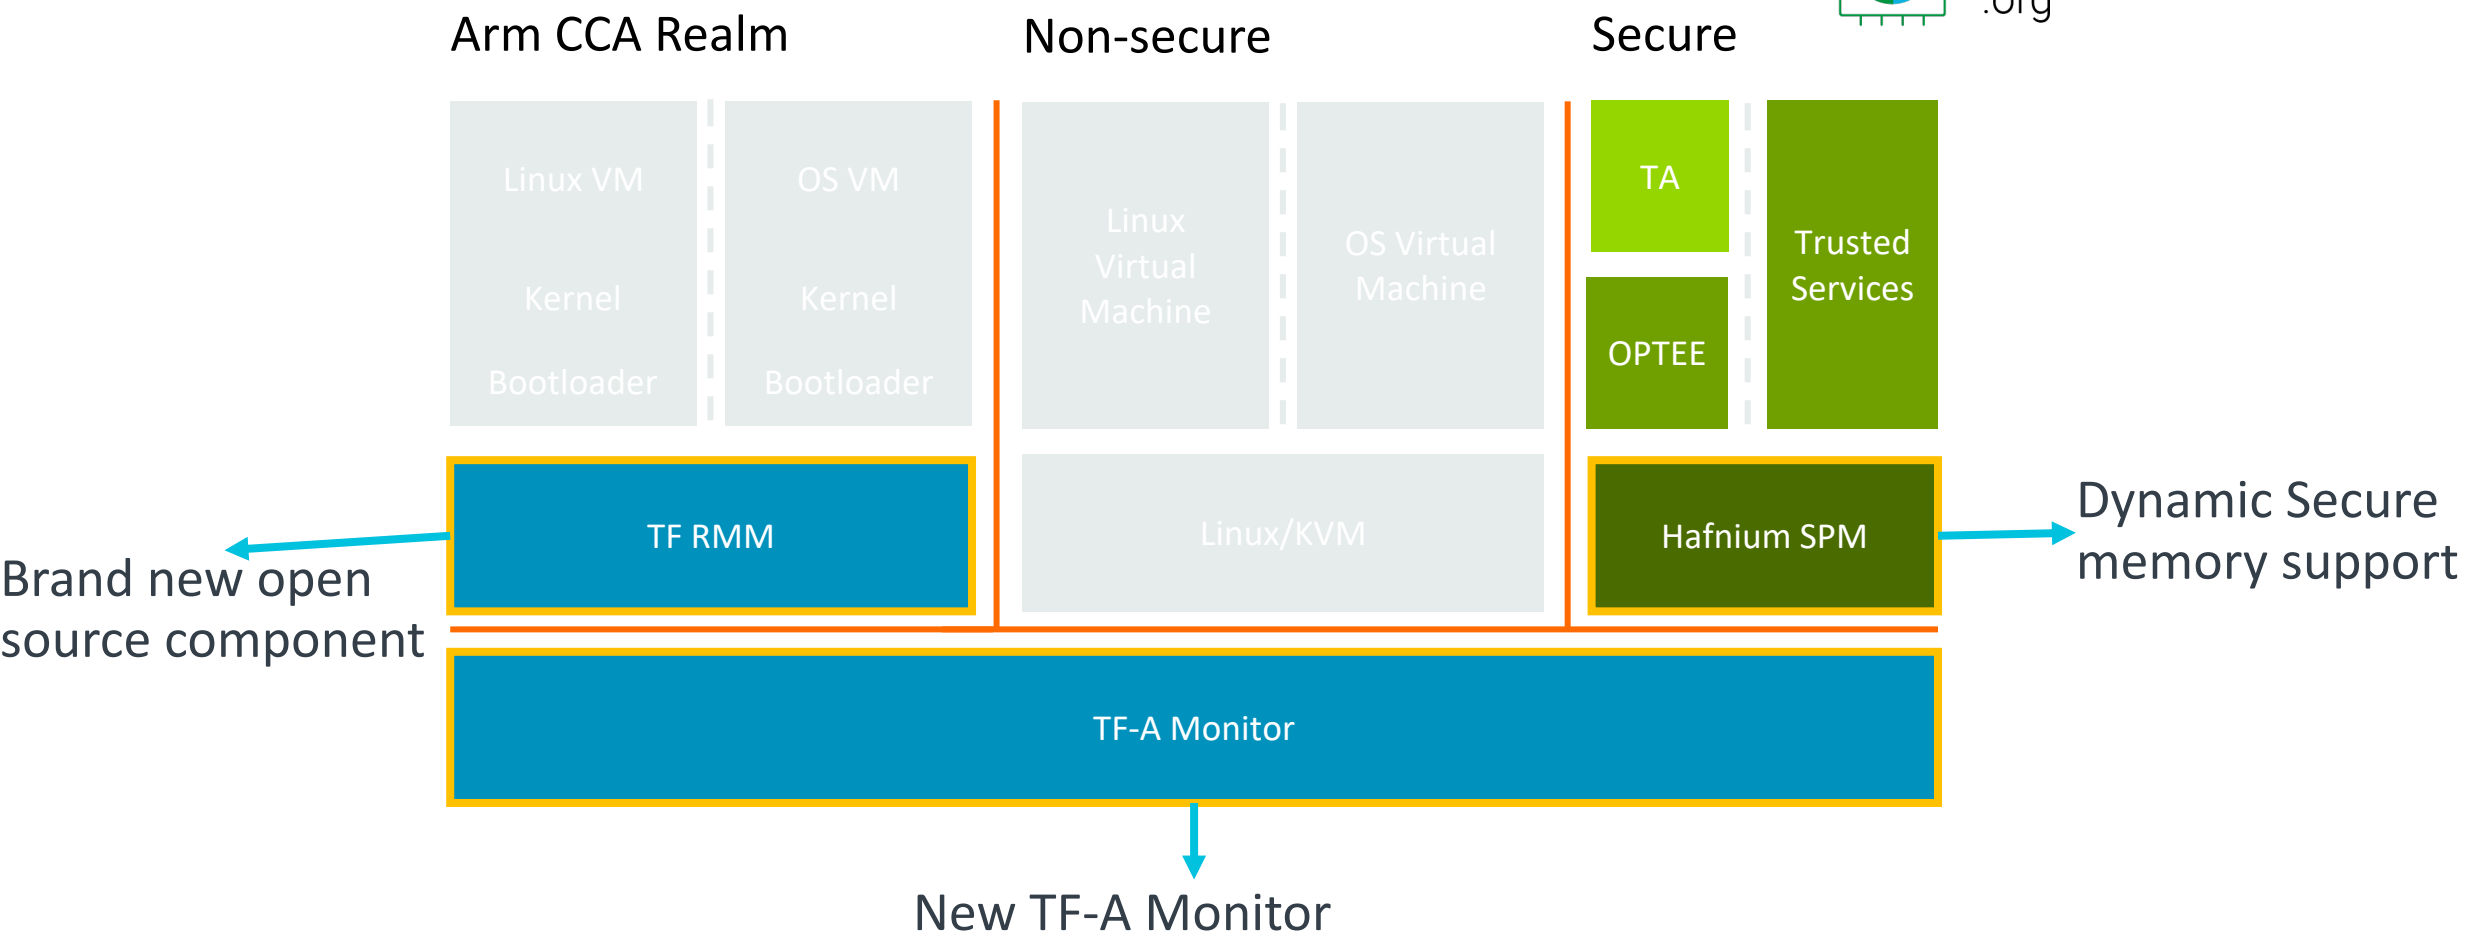 Arm CCA Realm
Non-secure
Secure
.org
Linux VM
Kernel
Bootloader
OS VM
Kernel
Bootloader
Linux
Virtual
Machine
OS Virtual
Machine
TA
OPTEE
Trusted
Services
TF RMM
Linux/KVM
Hafnium SPM
Brand new open
source component
Dynamic Secure
memory support
TF-A Monitor
New TF-A Monitor